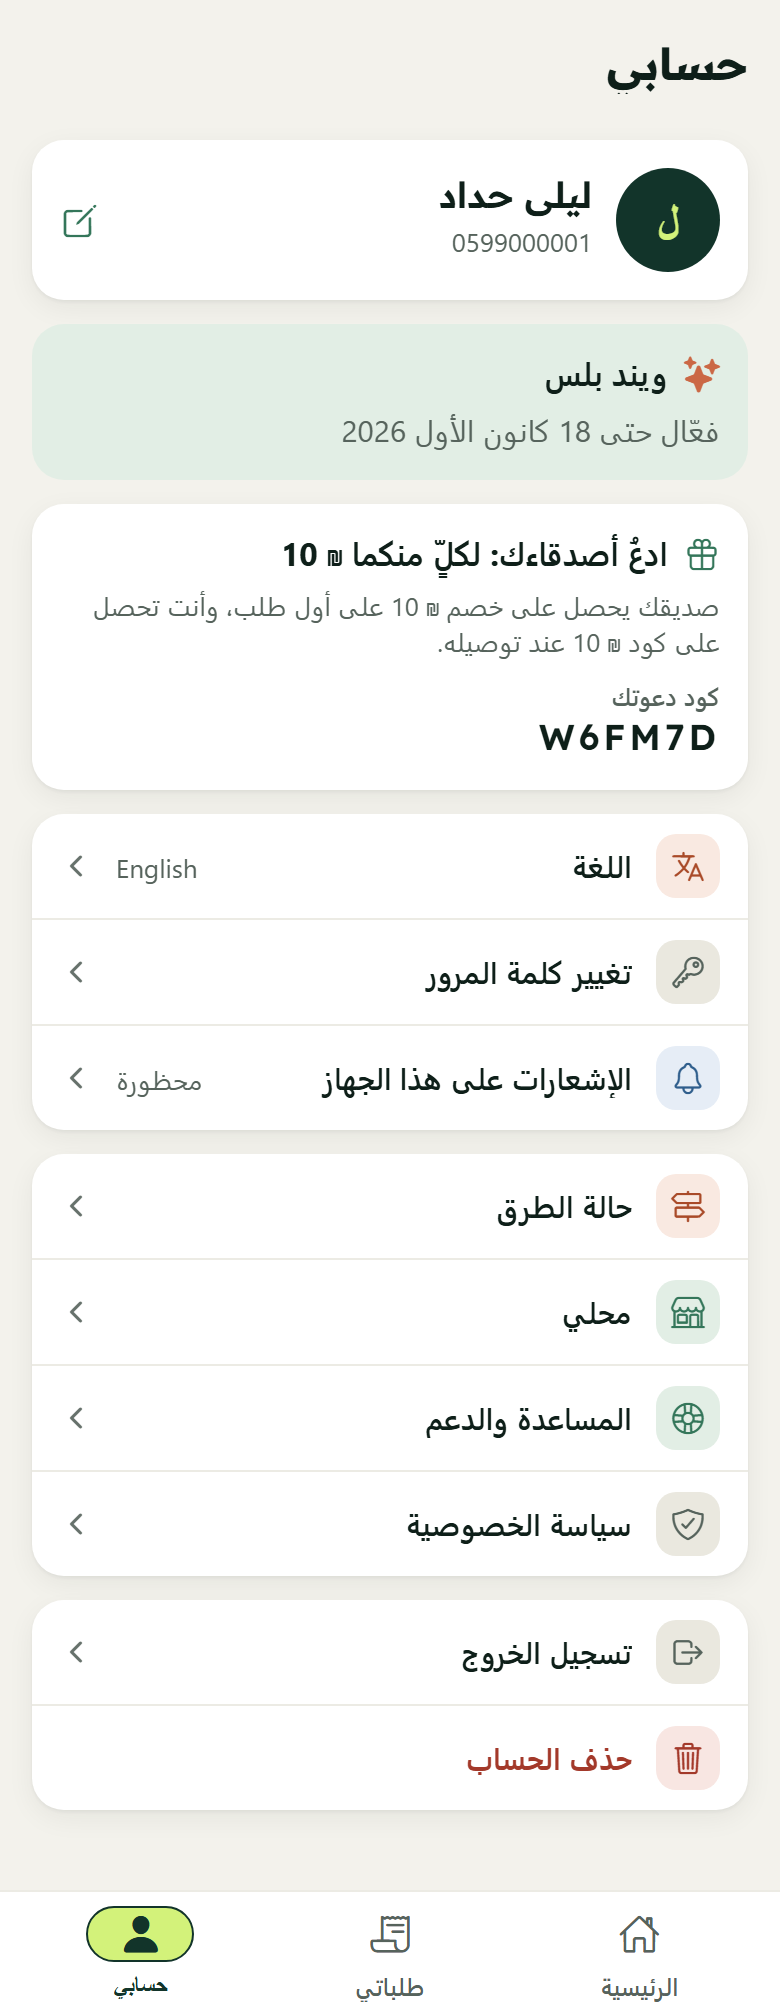 حسابي
ل
ليلى حداد
0599000001
ويند بلس
فعّال حتى 18 كانون الأول 2026
ادعُ أصدقاءك: لكلٍّ منكما ₪ 10
صديقك يحصل على خصم ₪ 10 على أول طلب، وأنت تحصل
على كود ₪ 10 عند توصيله.
كود دعوتك
W6FM7D
اللغة English
تغيير كلمة المرور
الإشعارات على هذا الجهاز محظورة
حالة الطرق
محلي
المساعدة والدعم
سياسة الخصوصية
تسجيل الخروج
حذف الحساب
الرئيسية طلباتي حسابي